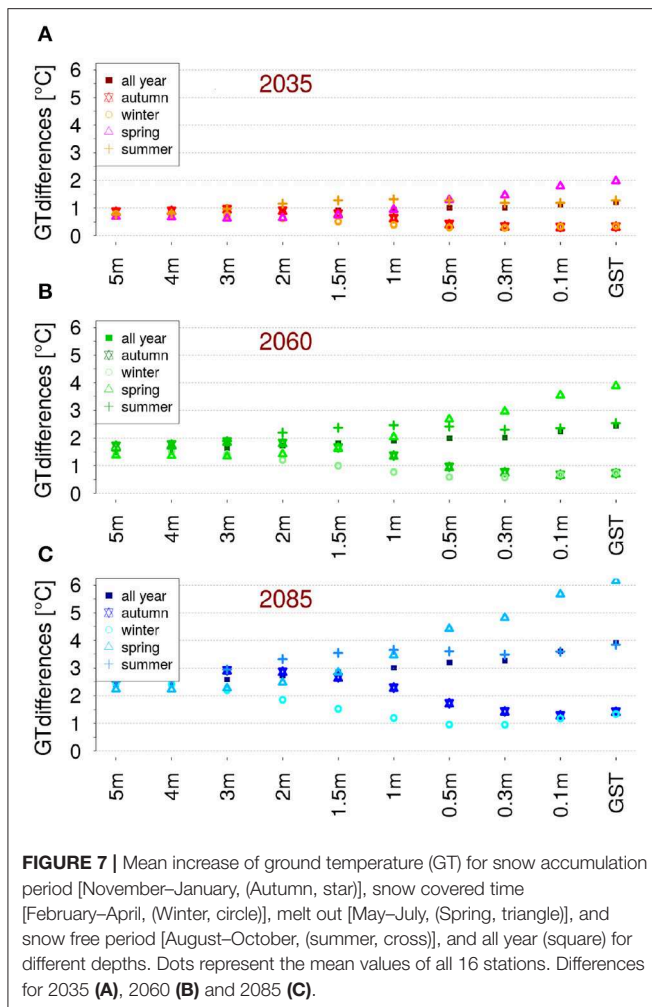 A
GTdifferences [°C]
6
5
4
3
2
1
0
all year
autumn
winter
spring
summer
2035
5m 4m 3m 2m 1.5m 1m 0.5m 0.3m 0.1m GST
B
GTdifferences [°C]
6
5
4
3
2
1
0
all year
autumn
winter
spring
summer
2060
5m 4m 3m 2m 1.5m 1m 0.5m 0.3m 0.1m GST
C
GTdifferences [°C]
6
5
4
3
2
1
0
all year
autumn
winter
spring
summer
2085
5m 4m 3m 2m 1.5m 1m 0.5m 0.3m 0.1m GST
FIGURE 7 | Mean increase of ground temperature (GT) for snow accumulation
period [November–January, (Autumn, star)], snow covered time
[February–April, (Winter, circle)], melt out [May–July, (Spring, triangle)], and
snow free period [August–October, (summer, cross)], and all year (square) for
different depths. Dots represent the mean values of all 16 stations. Differences
for 2035 (A), 2060 (B) and 2085 (C).